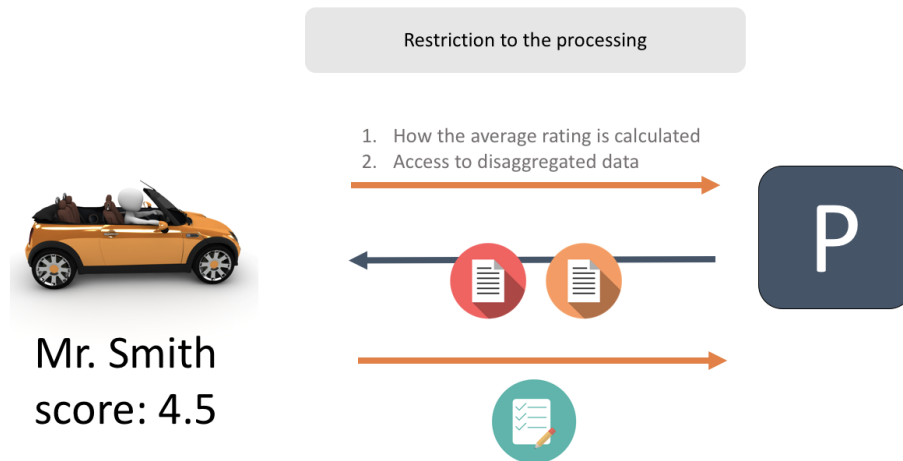 Restriction to the processing
1. How the average rating is calculated
2. Access to disaggregated data
P
Mr. Smith
score: 4.5